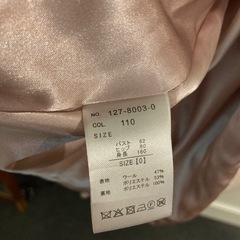 NO. 127-8003-0
COL. 110
SIZE
バスト 82
ヒップ 80
身長 160
SIZE【0】
表地 ウール 47%
ポリエステル 53%
裏地 ポリエステル 100%